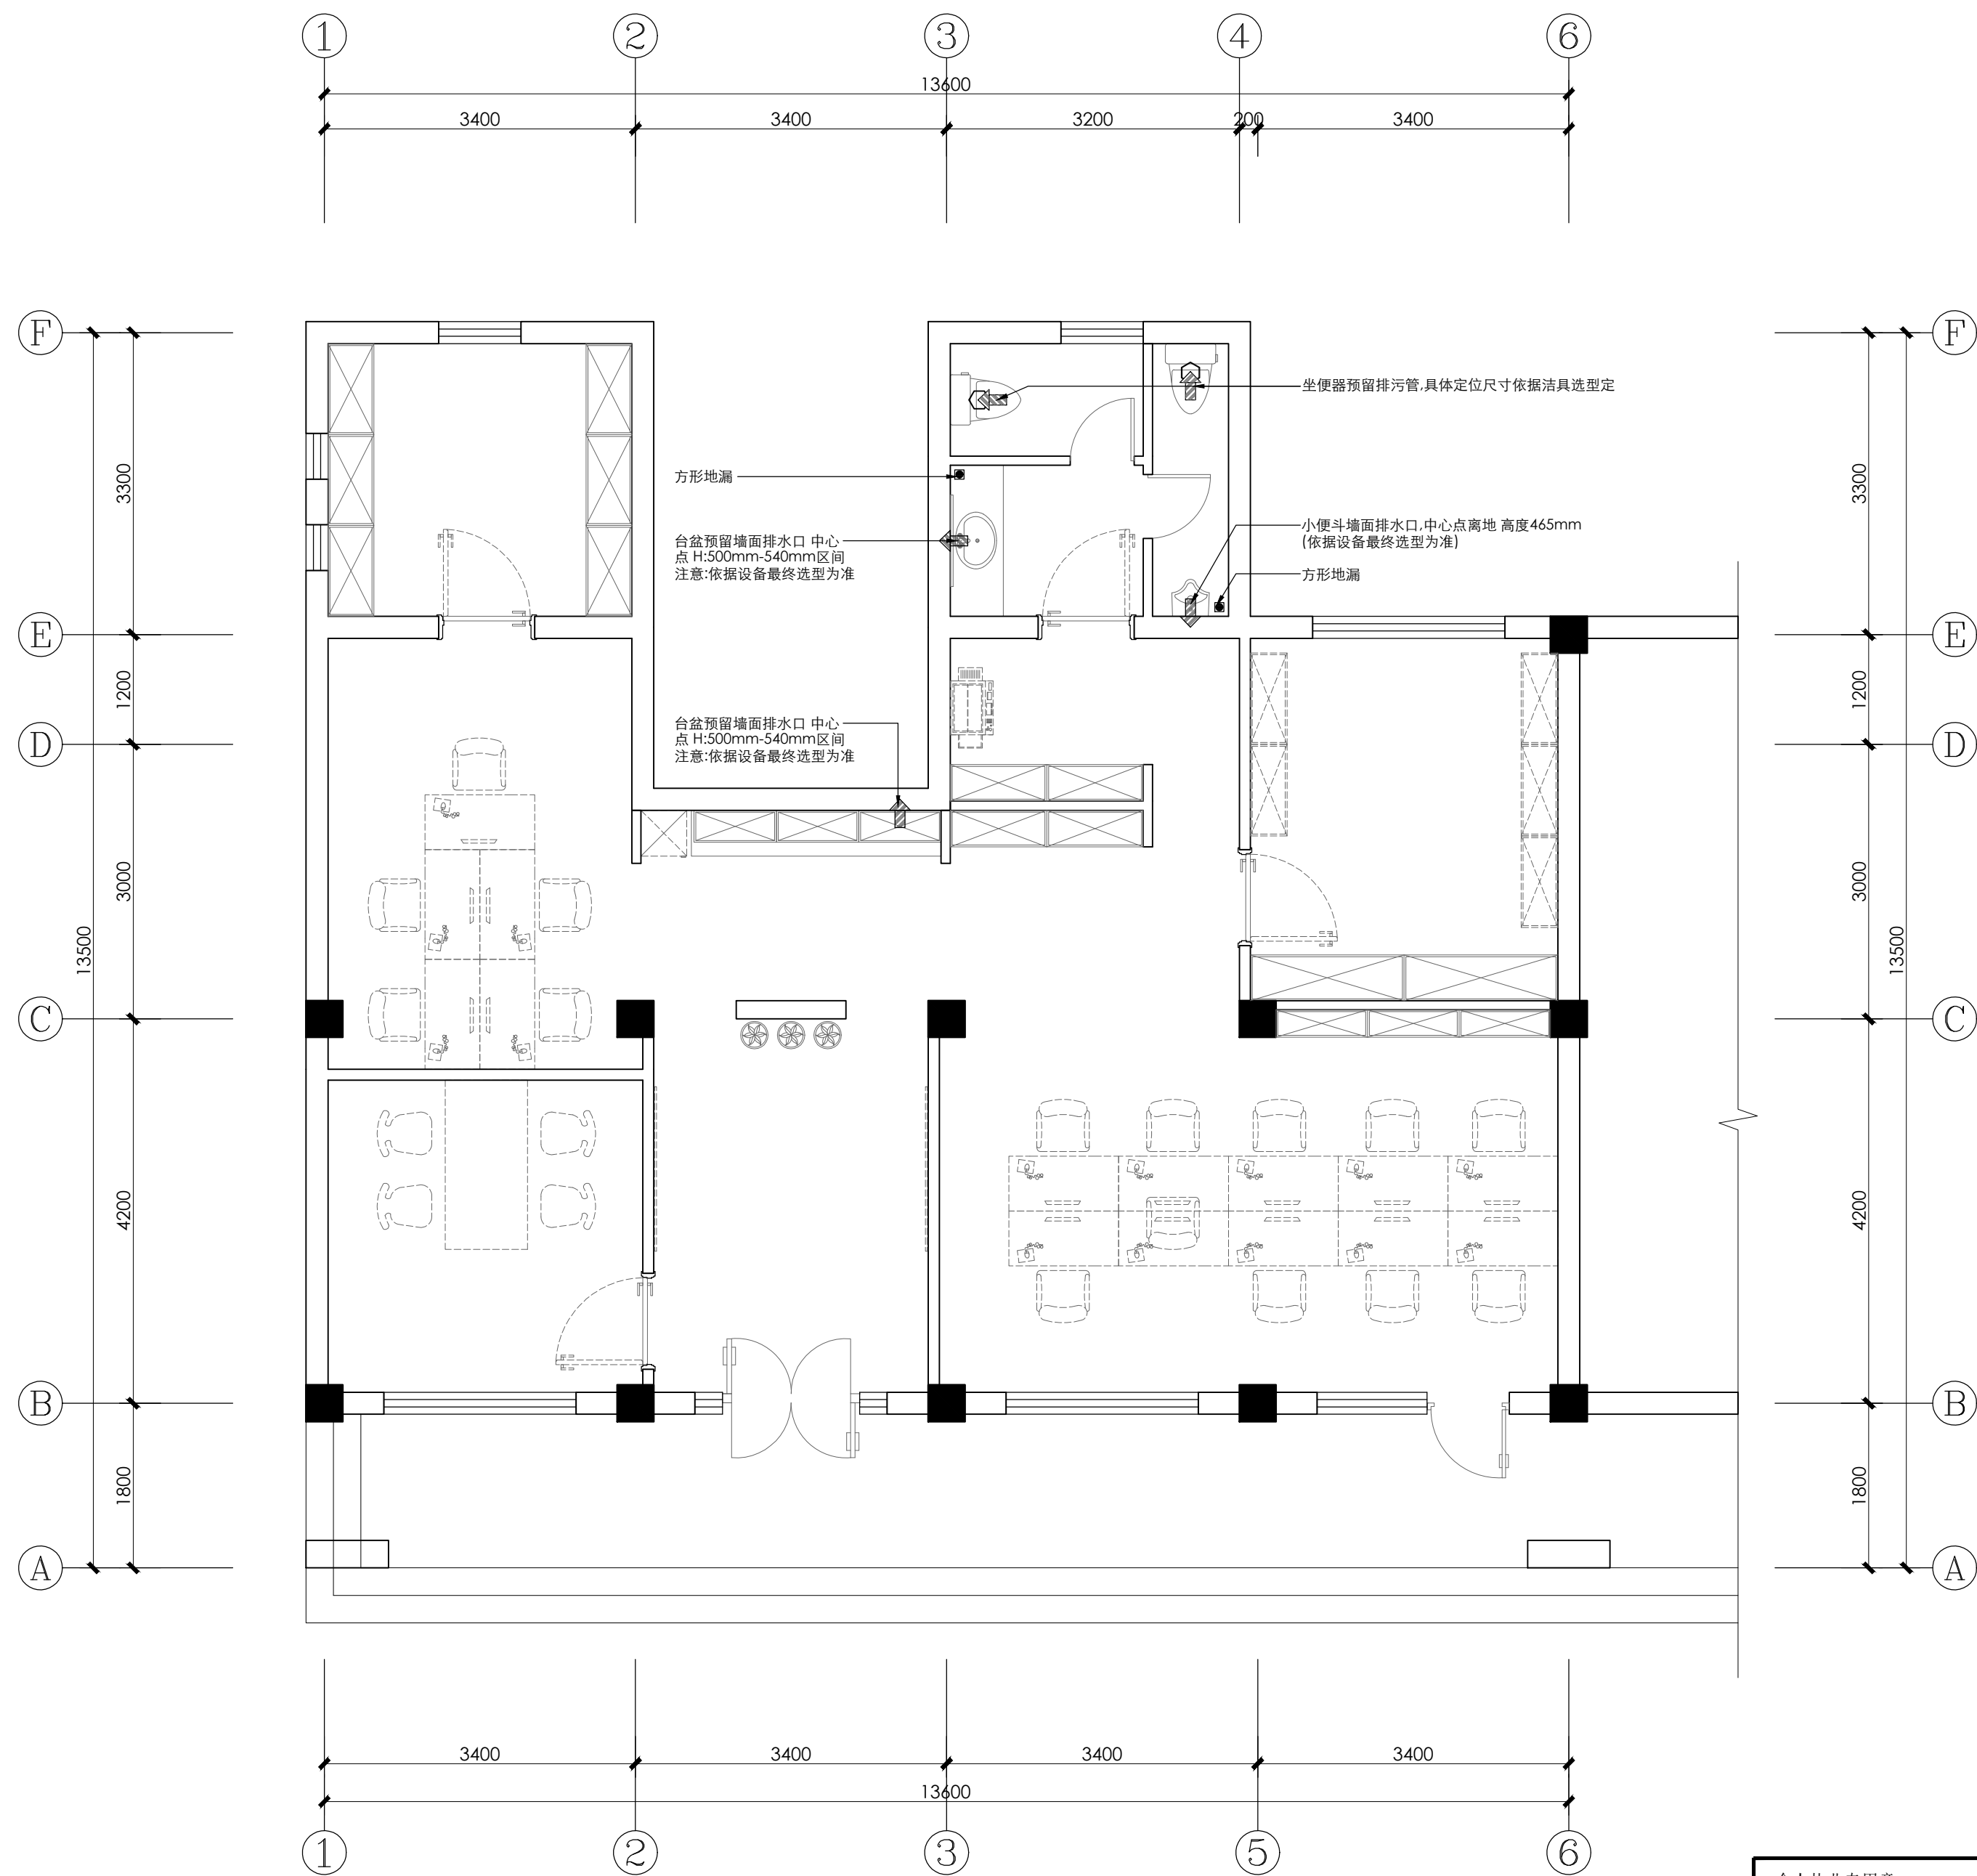 1 2 3 4 6
13600
3400 3400 3200 200 3400
F F
坐便器预留排污管,具体定位尺寸依据洁具选型定
方形地漏
3300 3300
小便斗墙面排水口,中心点离地 高度465mm
(依据设备最终选型为准)
台盆预留墙面排水口 中心
点 H:500mm-540mm区间
注意:依据设备最终选型为准
方形地漏
E E
1200 1200
台盆预留墙面排水口 中心
点 H:500mm-540mm区间
注意:依据设备最终选型为准
D D
3000 3000
13500 13500
C C
4200 4200
B B
1800 1800
A A
3400 3400 3400 3400
13600
1 2 3 5 6